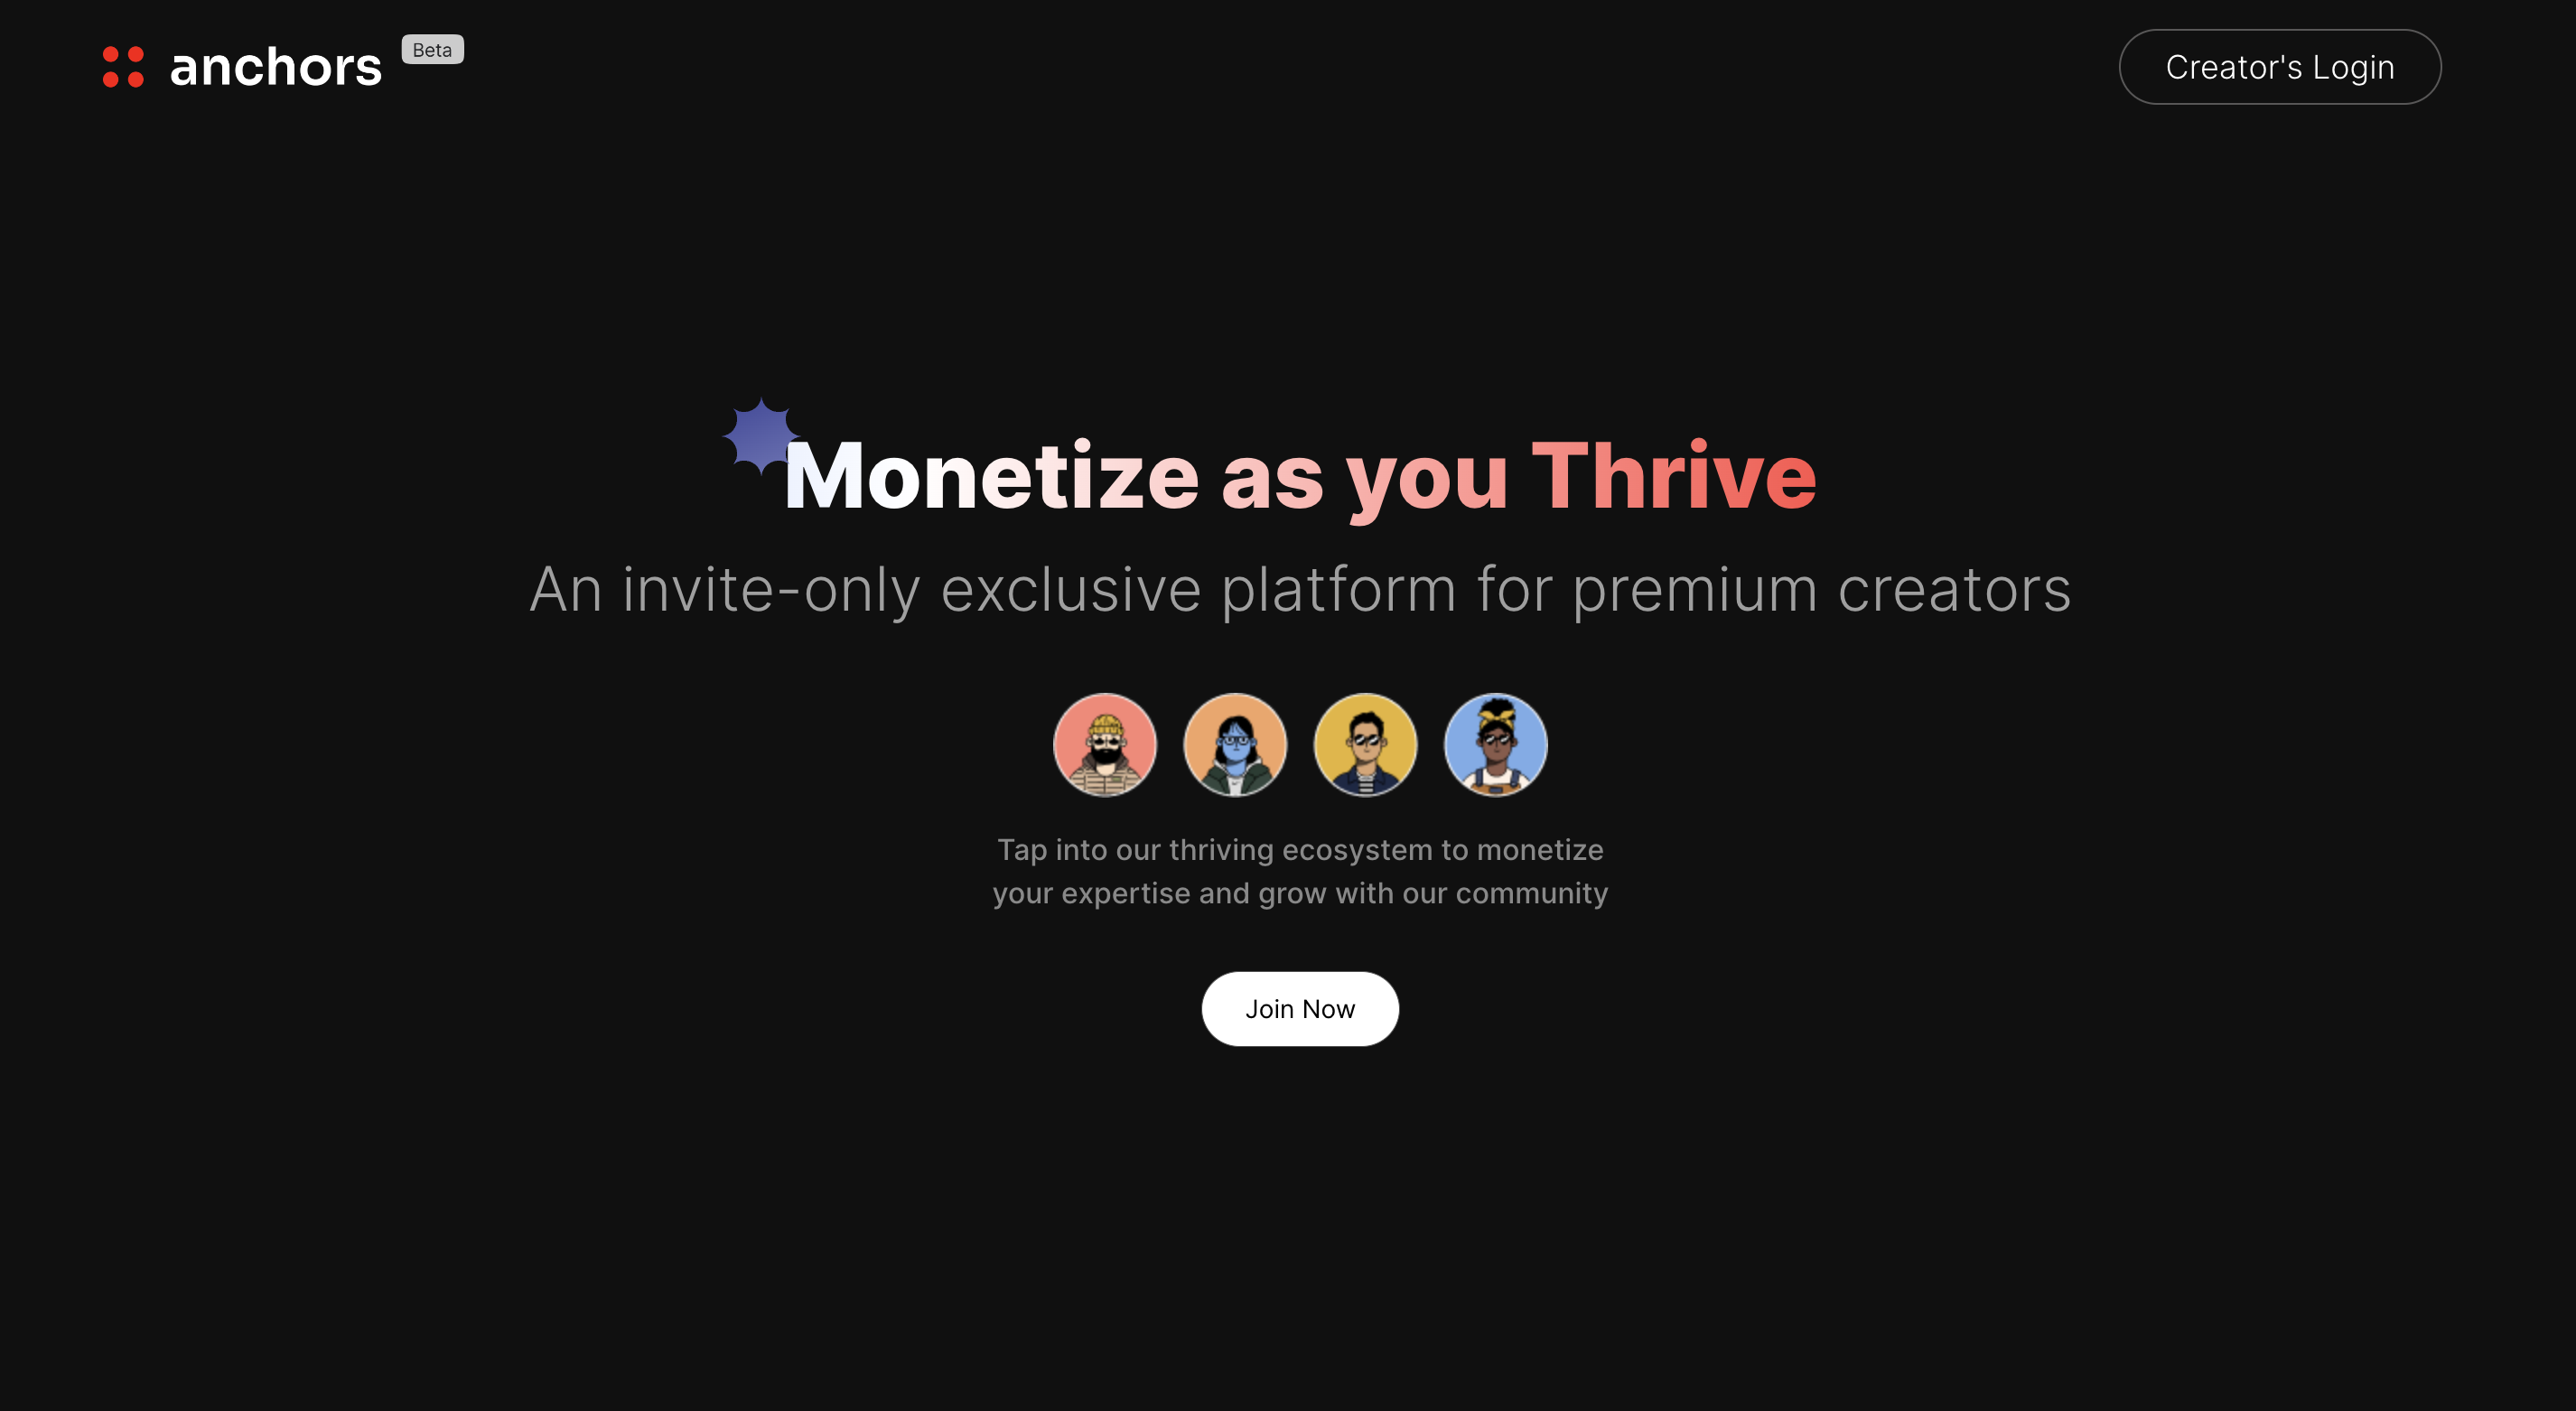 anchors
Beta
Creator's Login
Monetize as you Thrive
An invite-only exclusive platform for premium creators
Tap into our thriving ecosystem to monetize
your expertise and grow with our community
Join Now